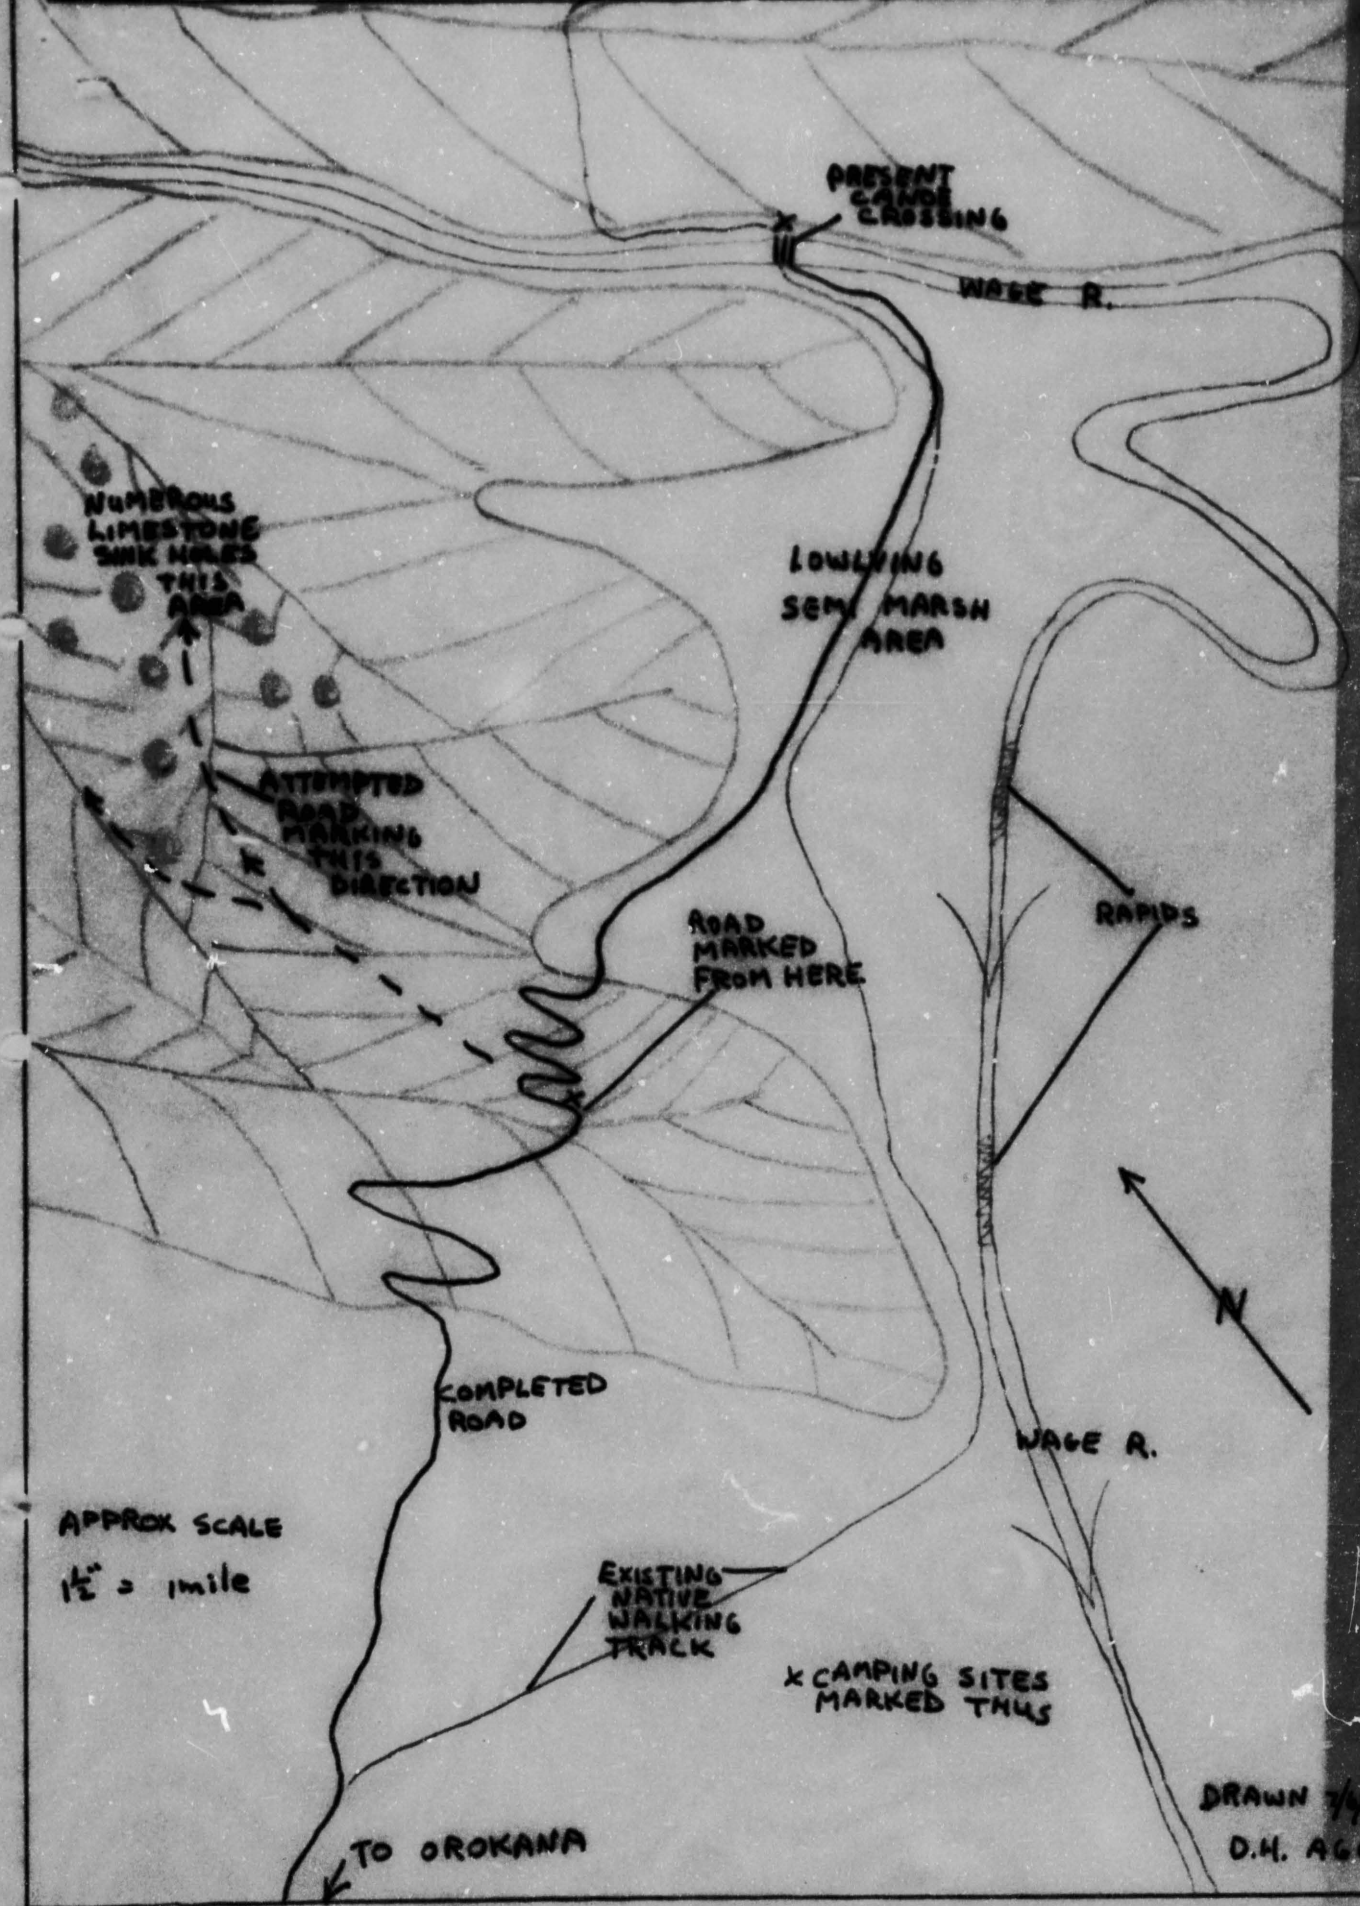 PRESENT
CANOE
CROSSING
WAGE R.
NUMEROUS
LIMESTONE
SINK HOLES
THIS
AREA
LOWLYING
SEMI MARSH
AREA
ATTEMPTED
ROAD
MARKING
THIS
DIRECTION
RAPIDS
ROAD
MARKED
FROM HERE
N
COMPLETED
ROAD
WAGE R.
APPROX SCALE
1½" = 1mile
EXISTING
NATIVE
WALKING
TRACK
x CAMPING SITES
MARKED THUS
DRAWN
D.H.
TO OROKANA